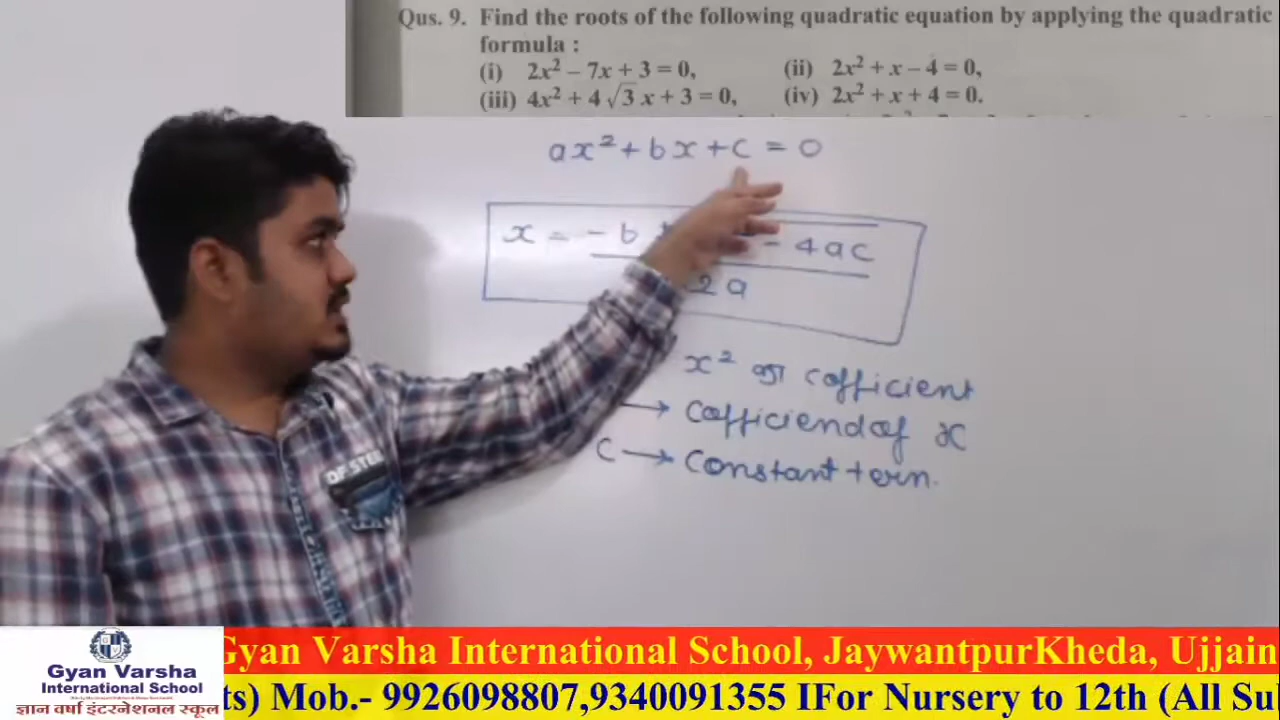 Qus. 9. Find the roots of the following quadratic equation by applying the quadratic
formula :
(i) 2x² – 7x + 3 = 0, (ii) 2x² + x – 4 = 0,
(iii) 4x² + 4√3 x + 3 = 0, (iv) 2x² + x + 4 = 0.
ax² + bx + c = 0
x = -b - 4ac
2a
x² का cofficient
→ Cofficiend of x
C → Constant tern.
Gyan Varsha International School, JaywantpurKheda, Ujjain
Gyan Varsha
International School
ज्ञान वर्षा इंटरनेशनल स्कूल
ts) Mob.- 9926098807,9340091355 IFor Nursery to 12th (All Su